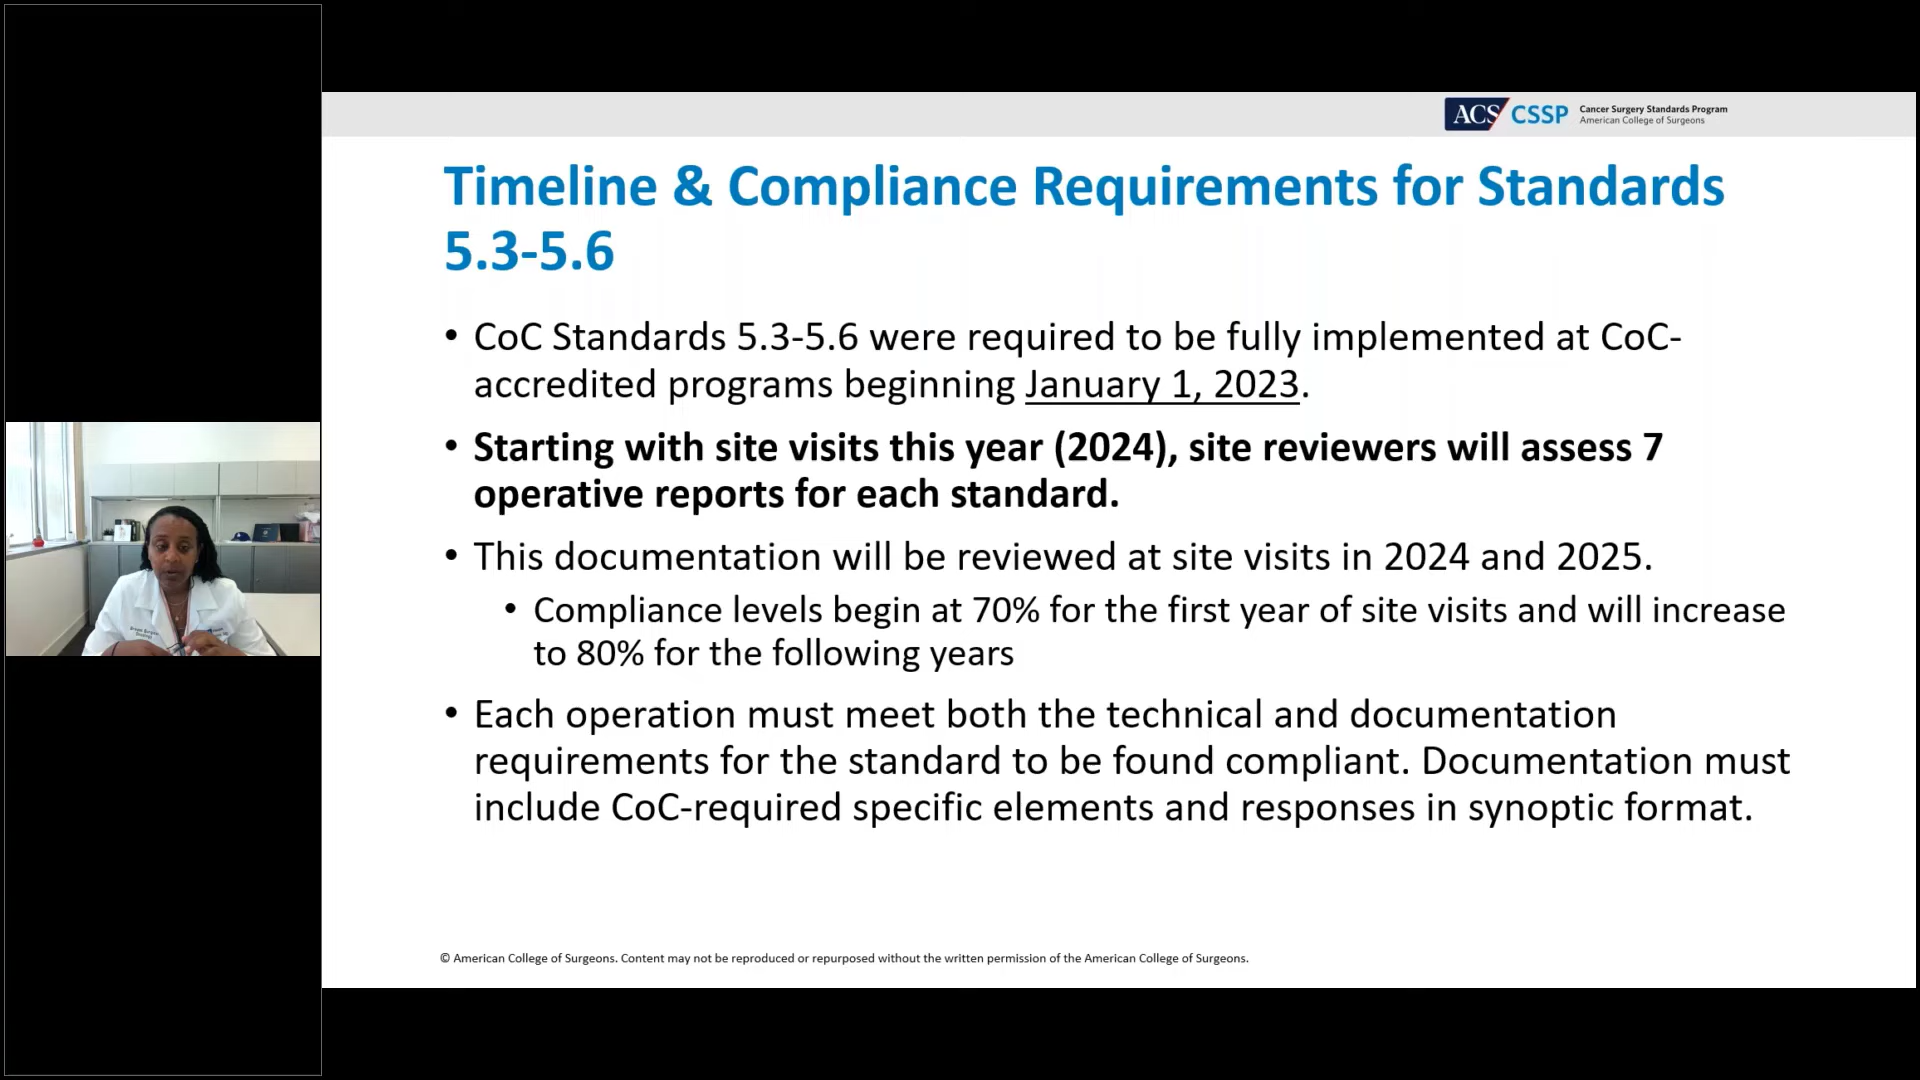 ACS CSSP Cancer Surgery Standards Program
American College of Surgeons
Timeline & Compliance Requirements for Standards
5.3-5.6
• CoC Standards 5.3-5.6 were required to be fully implemented at CoC-
accredited programs beginning January 1, 2023.
• Starting with site visits this year (2024), site reviewers will assess 7
operative reports for each standard.
• This documentation will be reviewed at site visits in 2024 and 2025.
• Compliance levels begin at 70% for the first year of site visits and will increase
to 80% for the following years
• Each operation must meet both the technical and documentation
requirements for the standard to be found compliant. Documentation must
include CoC-required specific elements and responses in synoptic format.
© American College of Surgeons. Content may not be reproduced or repurposed without the written permission of the American College of Surgeons.